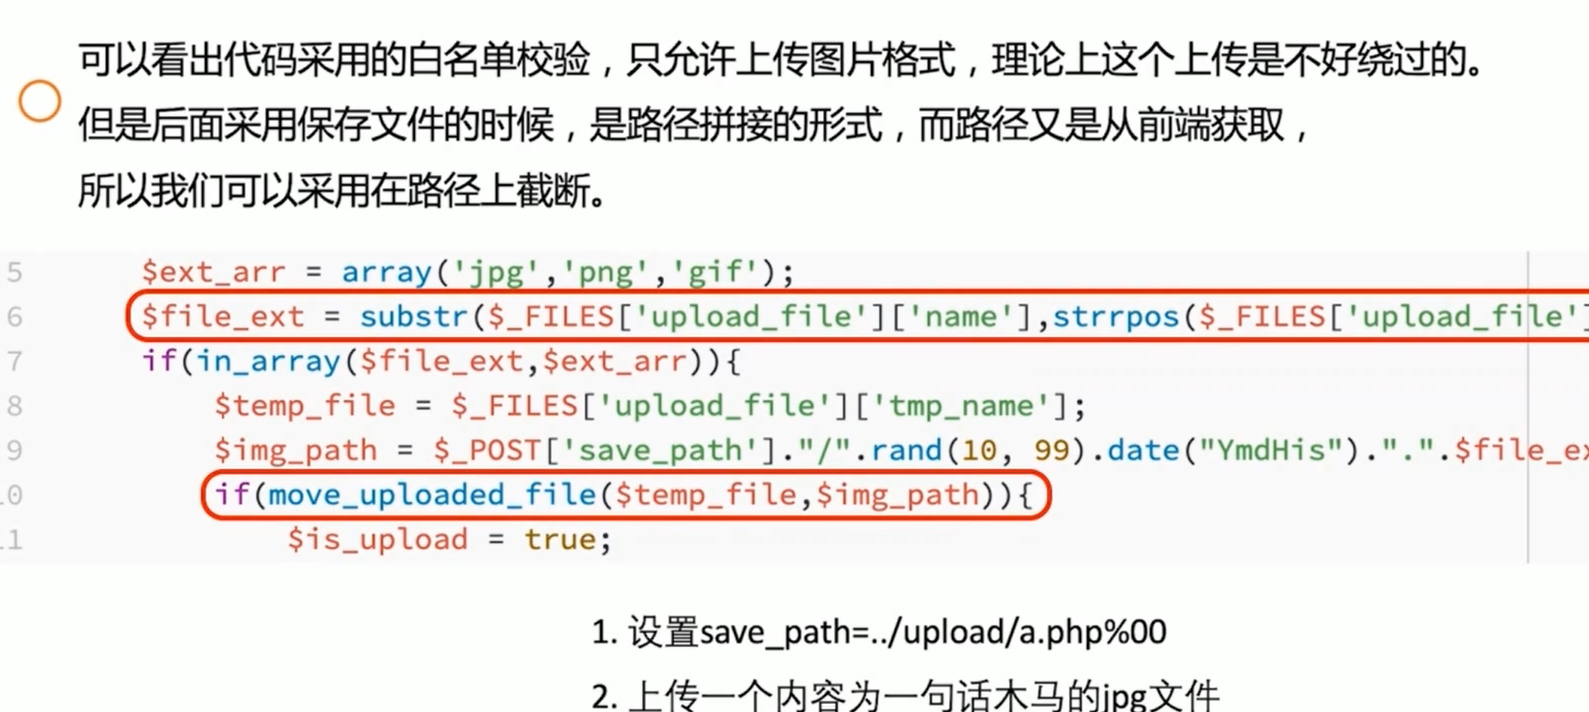 可以看出代码采用的白名单校验，只允许上传图片格式，理论上这个上传是不好绕过的。
但是后面采用保存文件的时候，是路径拼接的形式，而路径又是从前端获取，
所以我们可以采用在路径上截断。
5 $ext_arr = array('jpg','png','gif');
6 $file_ext = substr($_FILES['upload_file']['name'],strrpos($_FILES['upload_file']
7 if(in_array($file_ext,$ext_arr)){
8 $temp_file = $_FILES['upload_file']['tmp_name'];
9 $img_path = $_POST['save_path']."/".rand(10, 99).date("YmdHis").".".$file_ex
10 if(move_uploaded_file($temp_file,$img_path)){
11 $is_upload = true;
1. 设置save_path=../upload/a.php%00
2. 上传一个内容为一句话木马的jpg文件